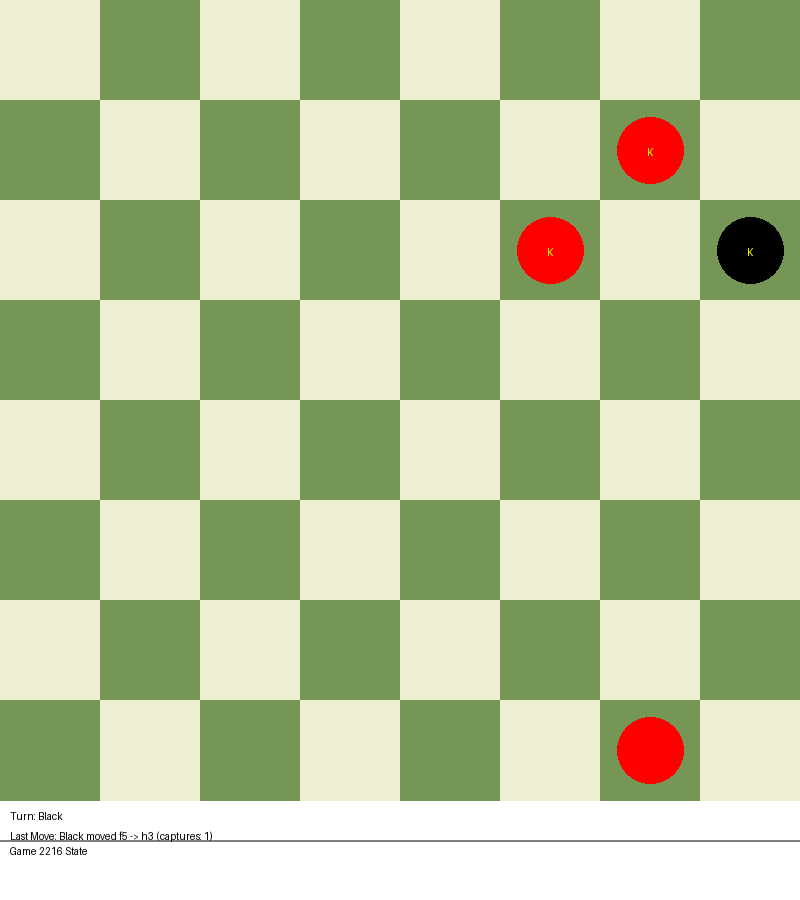 K
K
K
Turn: Black
Last Move: Black moved f5 -> h3 (captures: 1)
Game 2216 State